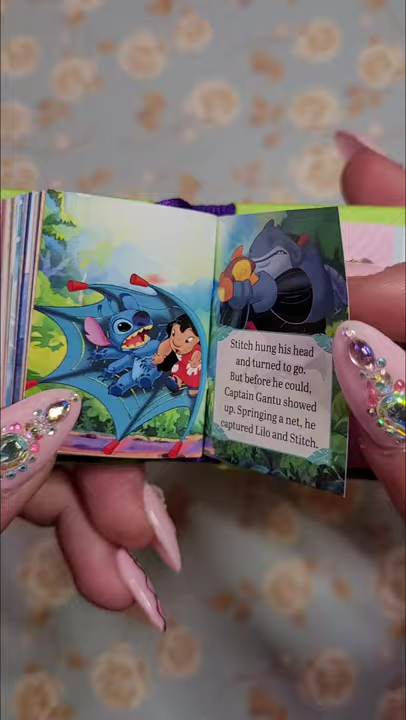 Stitch hung his head
and turned to go.
But before he could,
Captain Gantu showed
up. Springing a net, he
captured Lilo and Stitch.